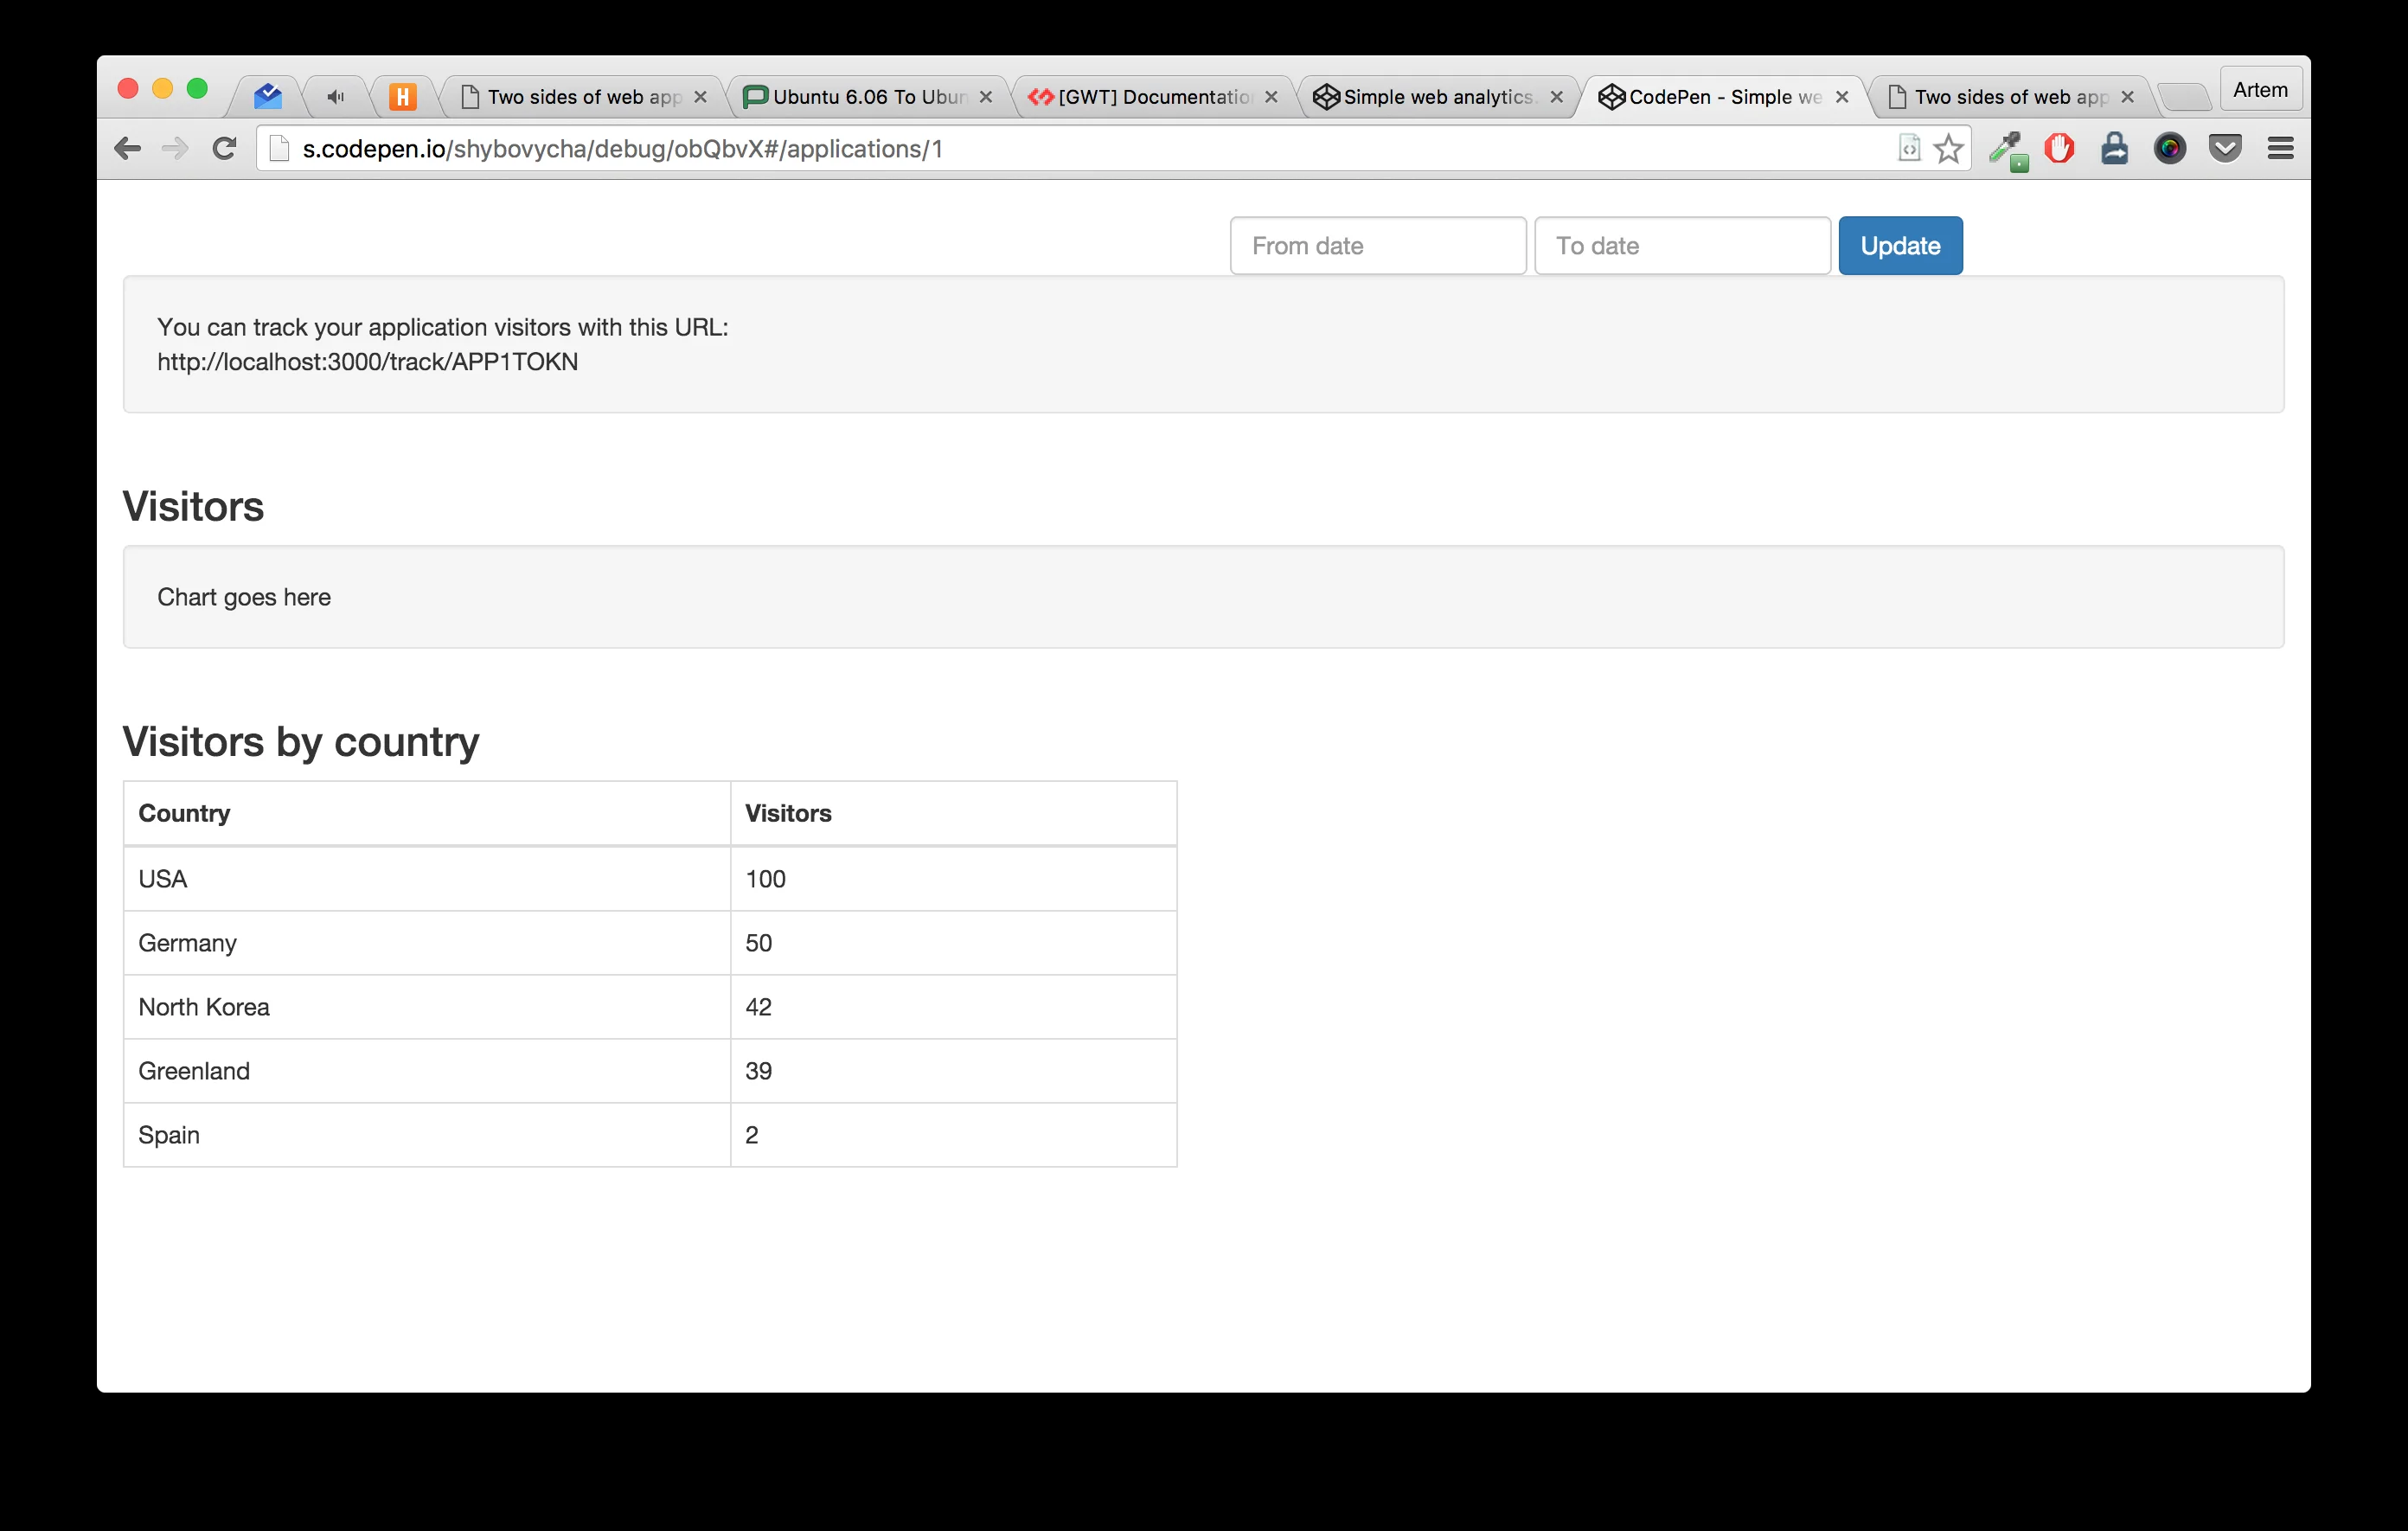 H
Two sides of web app
Ubuntu 6.06 To Ubun
[GWT] Documentation
Simple web analytics.
CodePen - Simple we
Two sides of web app
Artem
s.codepen.io/shybovycha/debug/obQbvX#/applications/1
From date
To date
Update
You can track your application visitors with this URL:
http://localhost:3000/track/APP1TOKN
Visitors
Chart goes here
Visitors by country
Country Visitors
USA 100
Germany 50
North Korea 42
Greenland 39
Spain 2